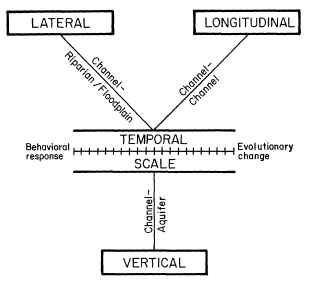 LATERAL
LONGITUDINAL
Channel-
Riparian/Floodplain
Channel-
Channel
Behavioral
response
TEMPORAL
SCALE
Evolutionary
change
Channel-
Aquifer
VERTICAL